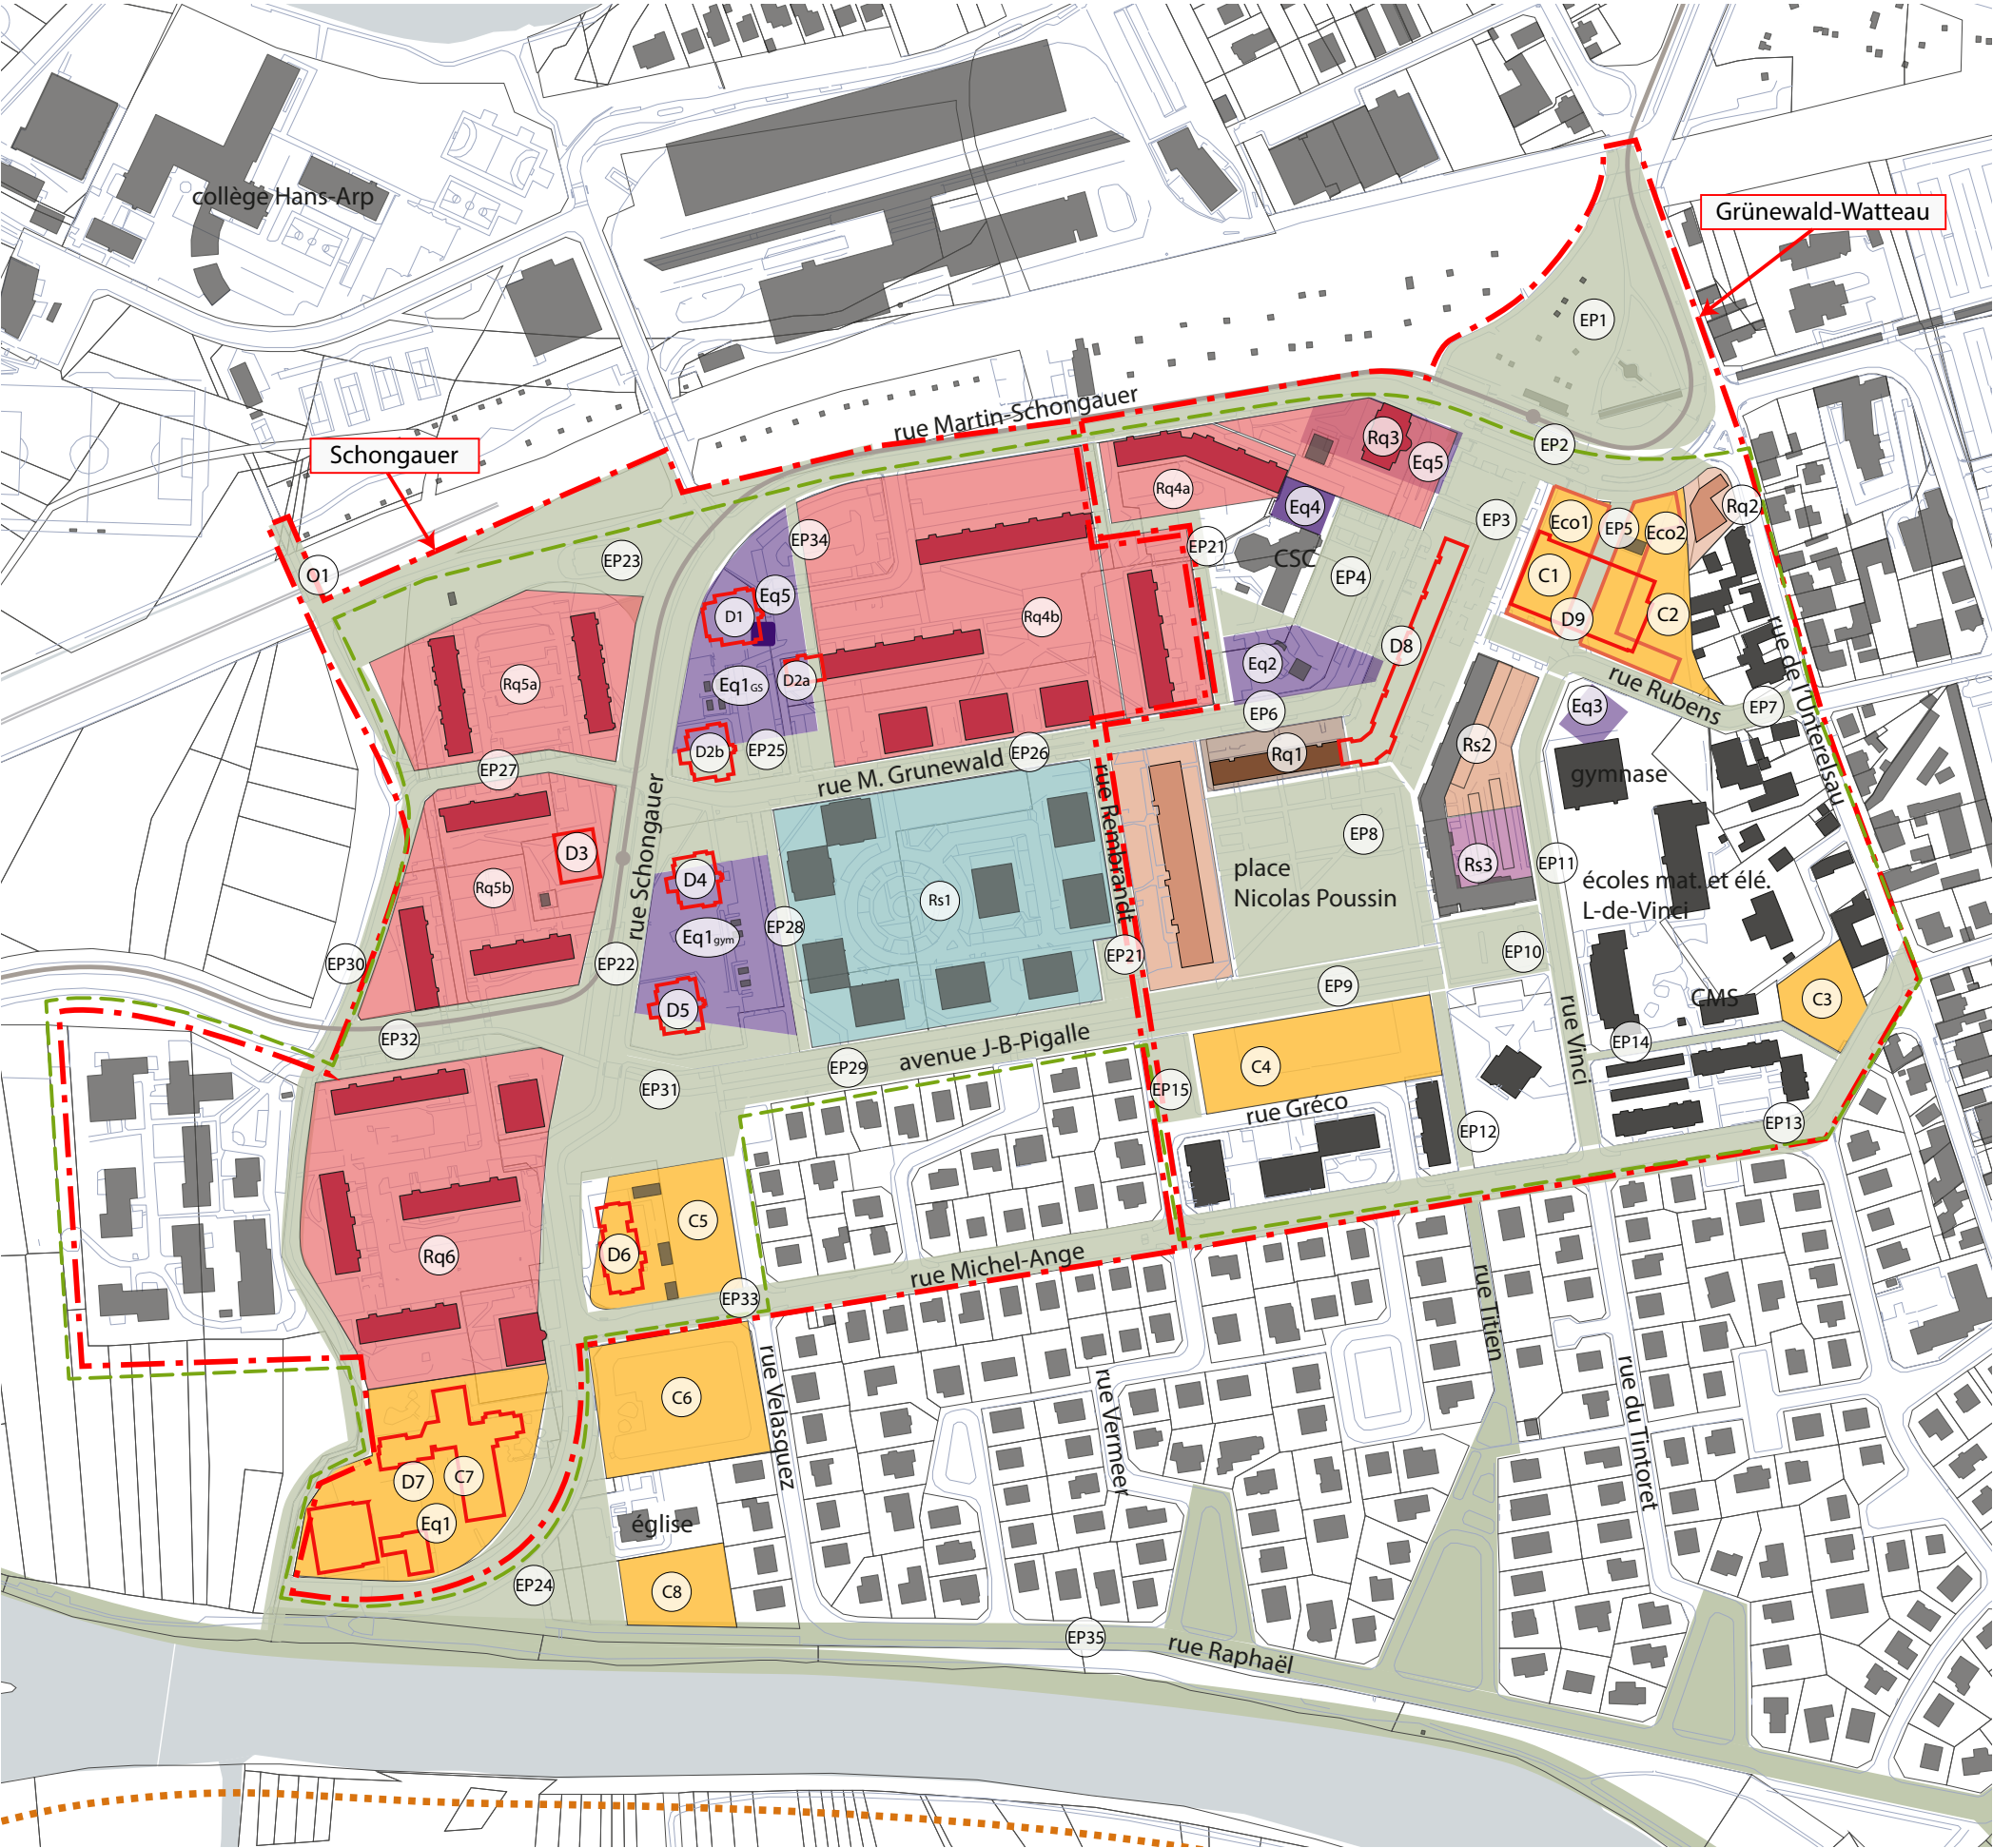 collège Hans-Arp
Grünewald-Watteau
EP1
rue Martin-Schongauer
Schongauer
Rq3
EP2
Eq5
Rq4a
Eq4
Rq2
EP3
Eco1
EP5
Eco2
EP34
EP21
CSC
EP23
O1
EP4
C1
Eq5
D1
Rq4b
D9
C2
D8
Eq2
Rq5a
Eq1GS
D2a
rue Rubens
rue de l'Unterelsau
Eq3
EP7
EP6
Rs2
D2b
EP25
EP26
Rq1
EP27
rue M. Grunewald
gymnase
rue Rembrandt
rue Schongauer
EP8
D3
place
Nicolas Poussin
Rs3
EP11
D4
Rq5b
écoles mat. et élé.
L-de-Vinci
Rs1
EP28
Eq1gym
EP30
EP22
EP21
EP10
EP9
CMS
C3
D5
EP32
avenue J-B-Pigalle
EP14
rue Vinci
EP29
C4
EP31
EP15
rue Gréco
EP12
EP13
C5
D6
Rq6
rue Michel-Ange
EP33
rue Titien
C6
rue Velasquez
rue Vermeer
rue du Tintoret
D7
C7
Eq1
église
EP24
C8
EP35
rue Raphaël